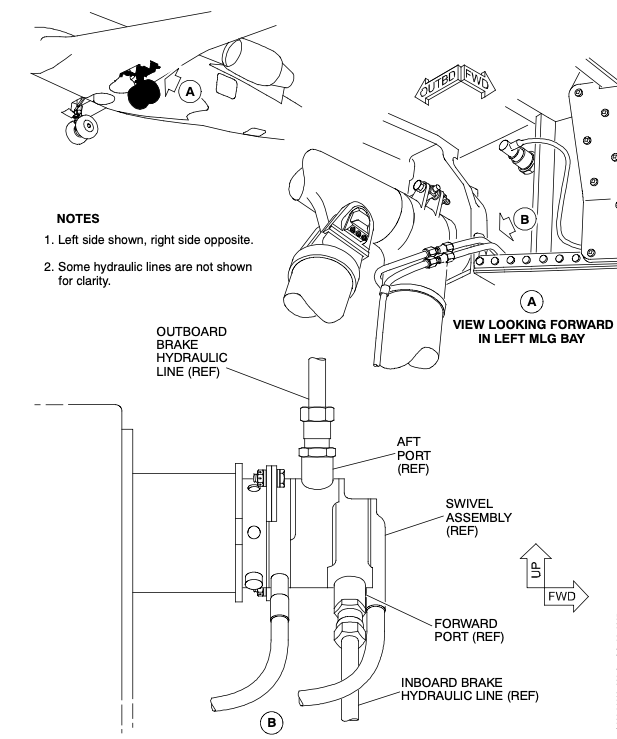 A
OUTBD
FWD
NOTES
1. Left side shown, right side opposite.
2. Some hydraulic lines are not shown
for clarity.
B
A
VIEW LOOKING FORWARD
IN LEFT MLG BAY
OUTBOARD
BRAKE
HYDRAULIC
LINE (REF)
AFT
PORT
(REF)
SWIVEL
ASSEMBLY
(REF)
UP
FWD
FORWARD
PORT (REF)
INBOARD BRAKE
HYDRAULIC LINE (REF)
B